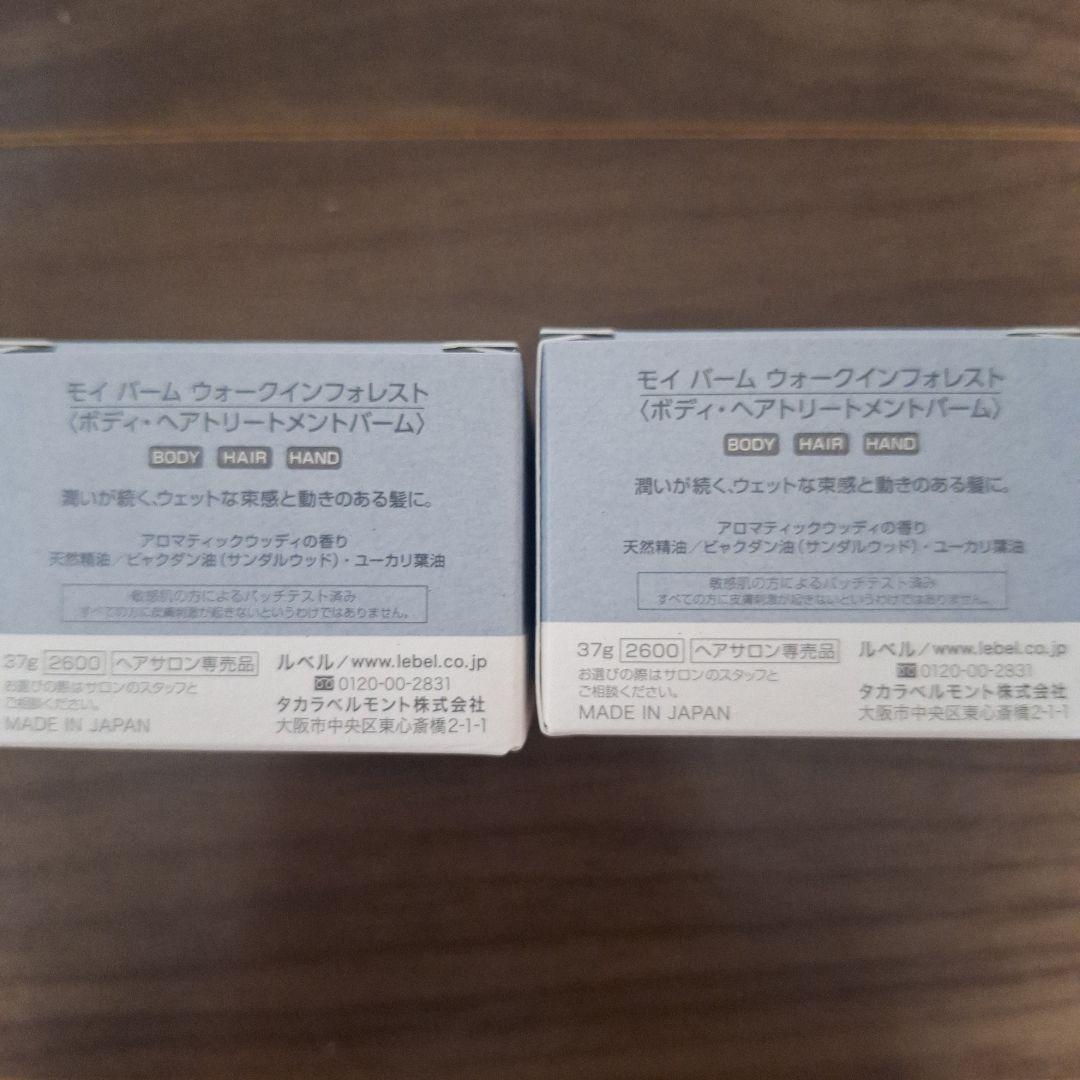 モイ バーム ウォークインフォレスト
〈ボディ・ヘアトリートメントバーム〉
BODY HAIR HAND
潤いが続く、ウェットな束感と動きのある髪に。
アロマティックウッディの香り
天然精油／ビャクダン油（サンダルウッド）・ユーカリ葉油
敏感肌の方によるパッチテスト済み
すべての方に皮膚刺激が起きないというわけではありません。
37g 2600 ヘアサロン専売品
お選びの際はサロンのスタッフと
ご相談ください。
MADE IN JAPAN
ルベル／www.lebel.co.jp
0120-00-2831
タカラベルモント株式会社
大阪市中央区東心斎橋2-1-1
モイ バーム ウォークインフォレスト
〈ボディ・ヘアトリートメントバーム〉
BODY HAIR HAND
潤いが続く、ウェットな束感と動きのある髪に。
アロマティックウッディの香り
天然精油／ビャクダン油（サンダルウッド）・ユーカリ葉油
敏感肌の方によるパッチテスト済み
すべての方に皮膚刺激が起きないというわけではありません。
37g 2600 ヘアサロン専売品
お選びの際はサロンのスタッフと
ご相談ください。
MADE IN JAPAN
ルベル／www.lebel.co.jp
0120-00-2831
タカラベルモント株式会社
大阪市中央区東心斎橋2-1-1